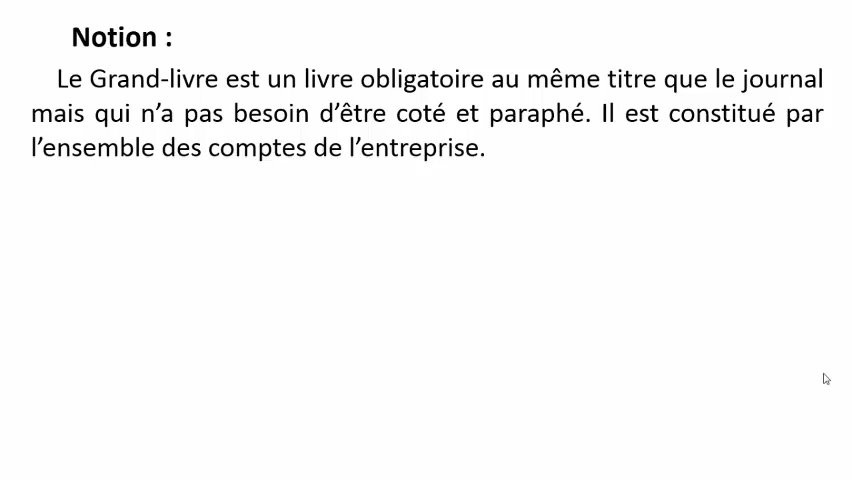 Notion :
Le Grand-livre est un livre obligatoire au même titre que le journal
mais qui n’a pas besoin d’être coté et paraphé. Il est constitué par
l’ensemble des comptes de l’entreprise.